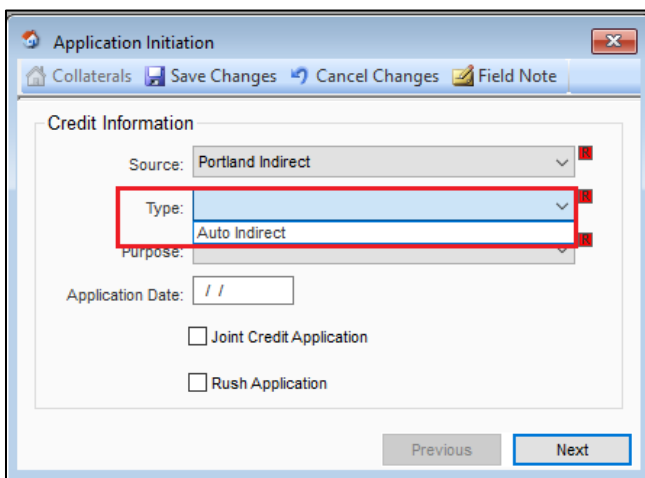 Application Initiation
Collaterals Save Changes Cancel Changes Field Note
Credit Information
Source: Portland Indirect R
Type: R
Auto Indirect
Purpose: R
Application Date: / /
Joint Credit Application
Rush Application
Previous Next